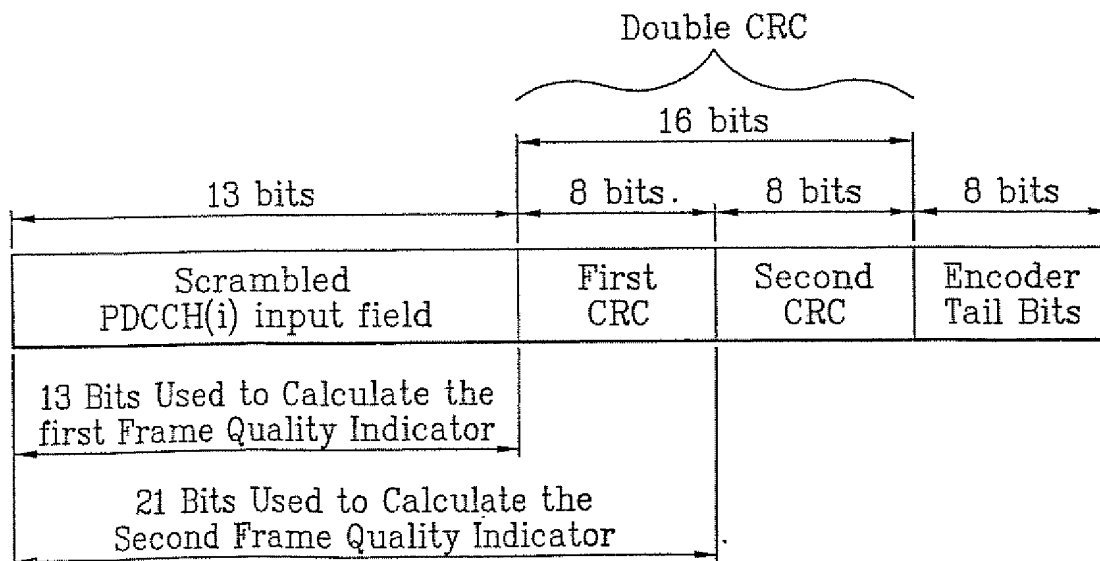 Double CRC
16 bits
13 bits
8 bits.
8 bits
8 bits
Scrambled
PDCCH(i) input field
First
CRC
Second
CRC
Encoder
Tail Bits
13 Bits Used to Calculate the
first Frame Quality Indicator
21 Bits Used to Calculate the
Second Frame Quality Indicator